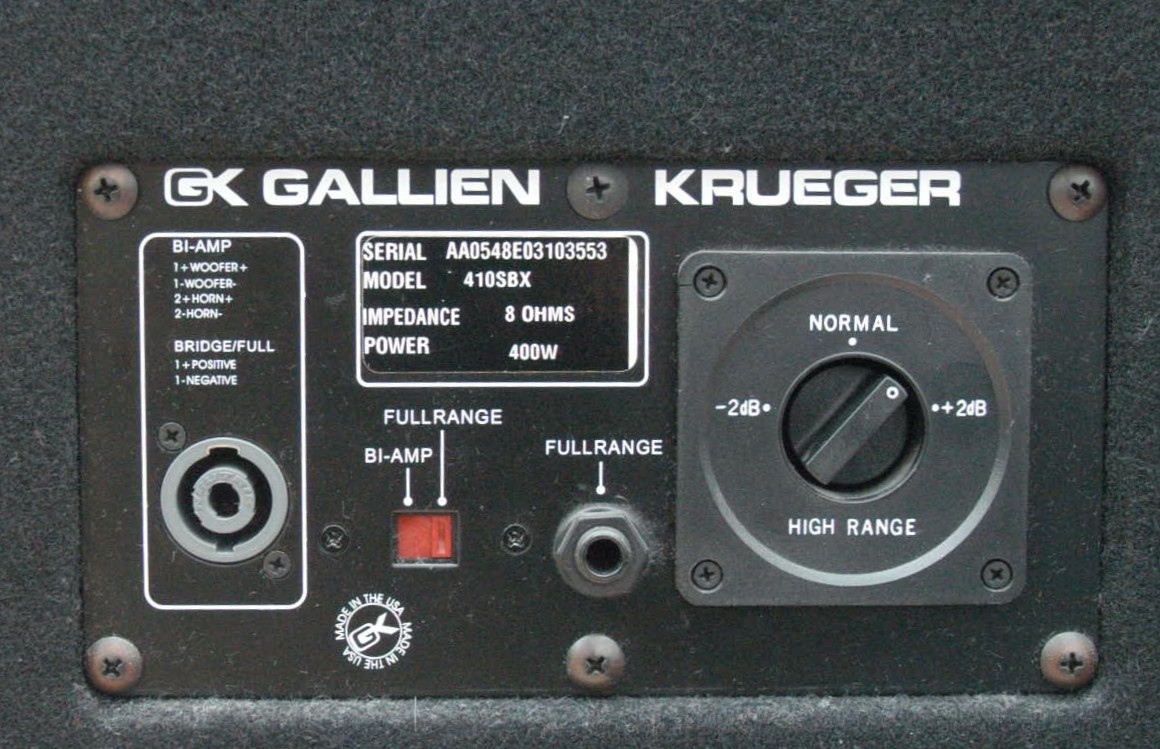 GK GALLIEN KRUEGER
BI-AMP
1+WOOFER+
1-WOOFER-
2+HORN+
2-HORN-
BRIDGE/FULL
1+POSITIVE
1-NEGATIVE
SERIAL AA0548E03103553
MODEL 410SBX
IMPEDANCE 8 OHMS
POWER 400W
FULLRANGE
BI-AMP
FULLRANGE
NORMAL
-2dB
+2dB
HIGH RANGE
MADE IN THE USA MADE IN THE USA
GK